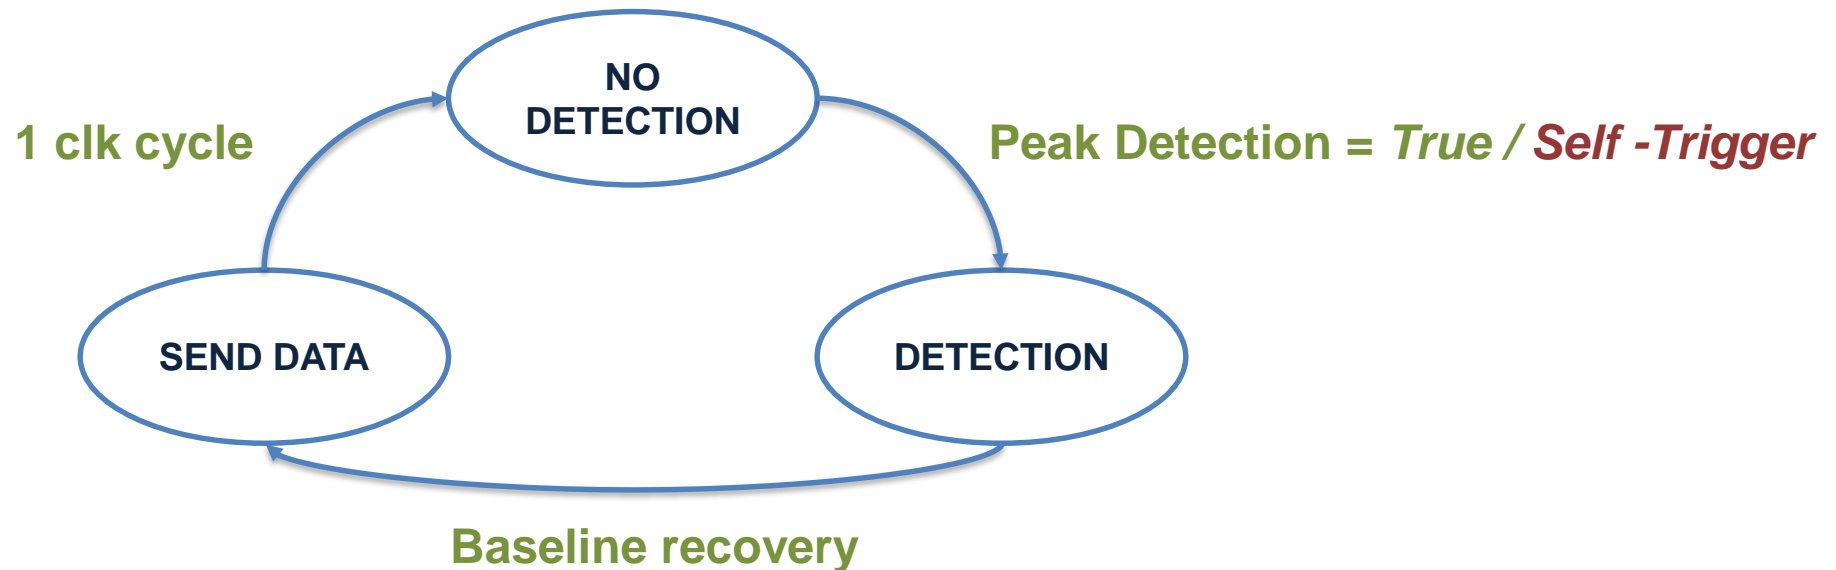 NO
DETECTION
1 clk cycle
Peak Detection = True / Self -Trigger
SEND DATA
DETECTION
Baseline recovery